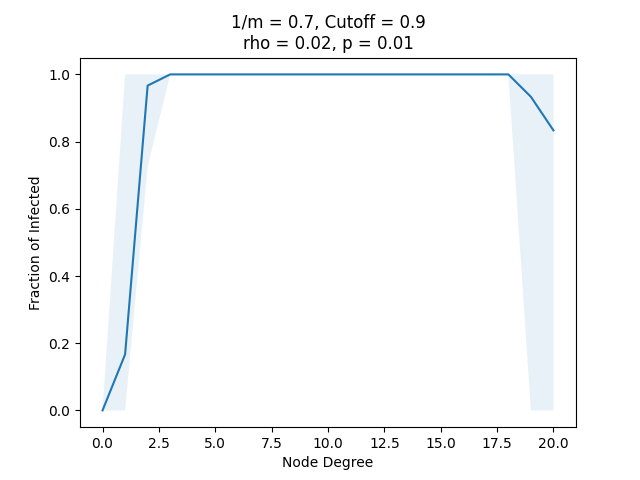 1/m = 0.7, Cutoff = 0.9
rho = 0.02, p = 0.01
1.0
0.8
0.6
0.4
0.2
0.0
Fraction of Infected
0.0 2.5 5.0 7.5 10.0 12.5 15.0 17.5 20.0
Node Degree